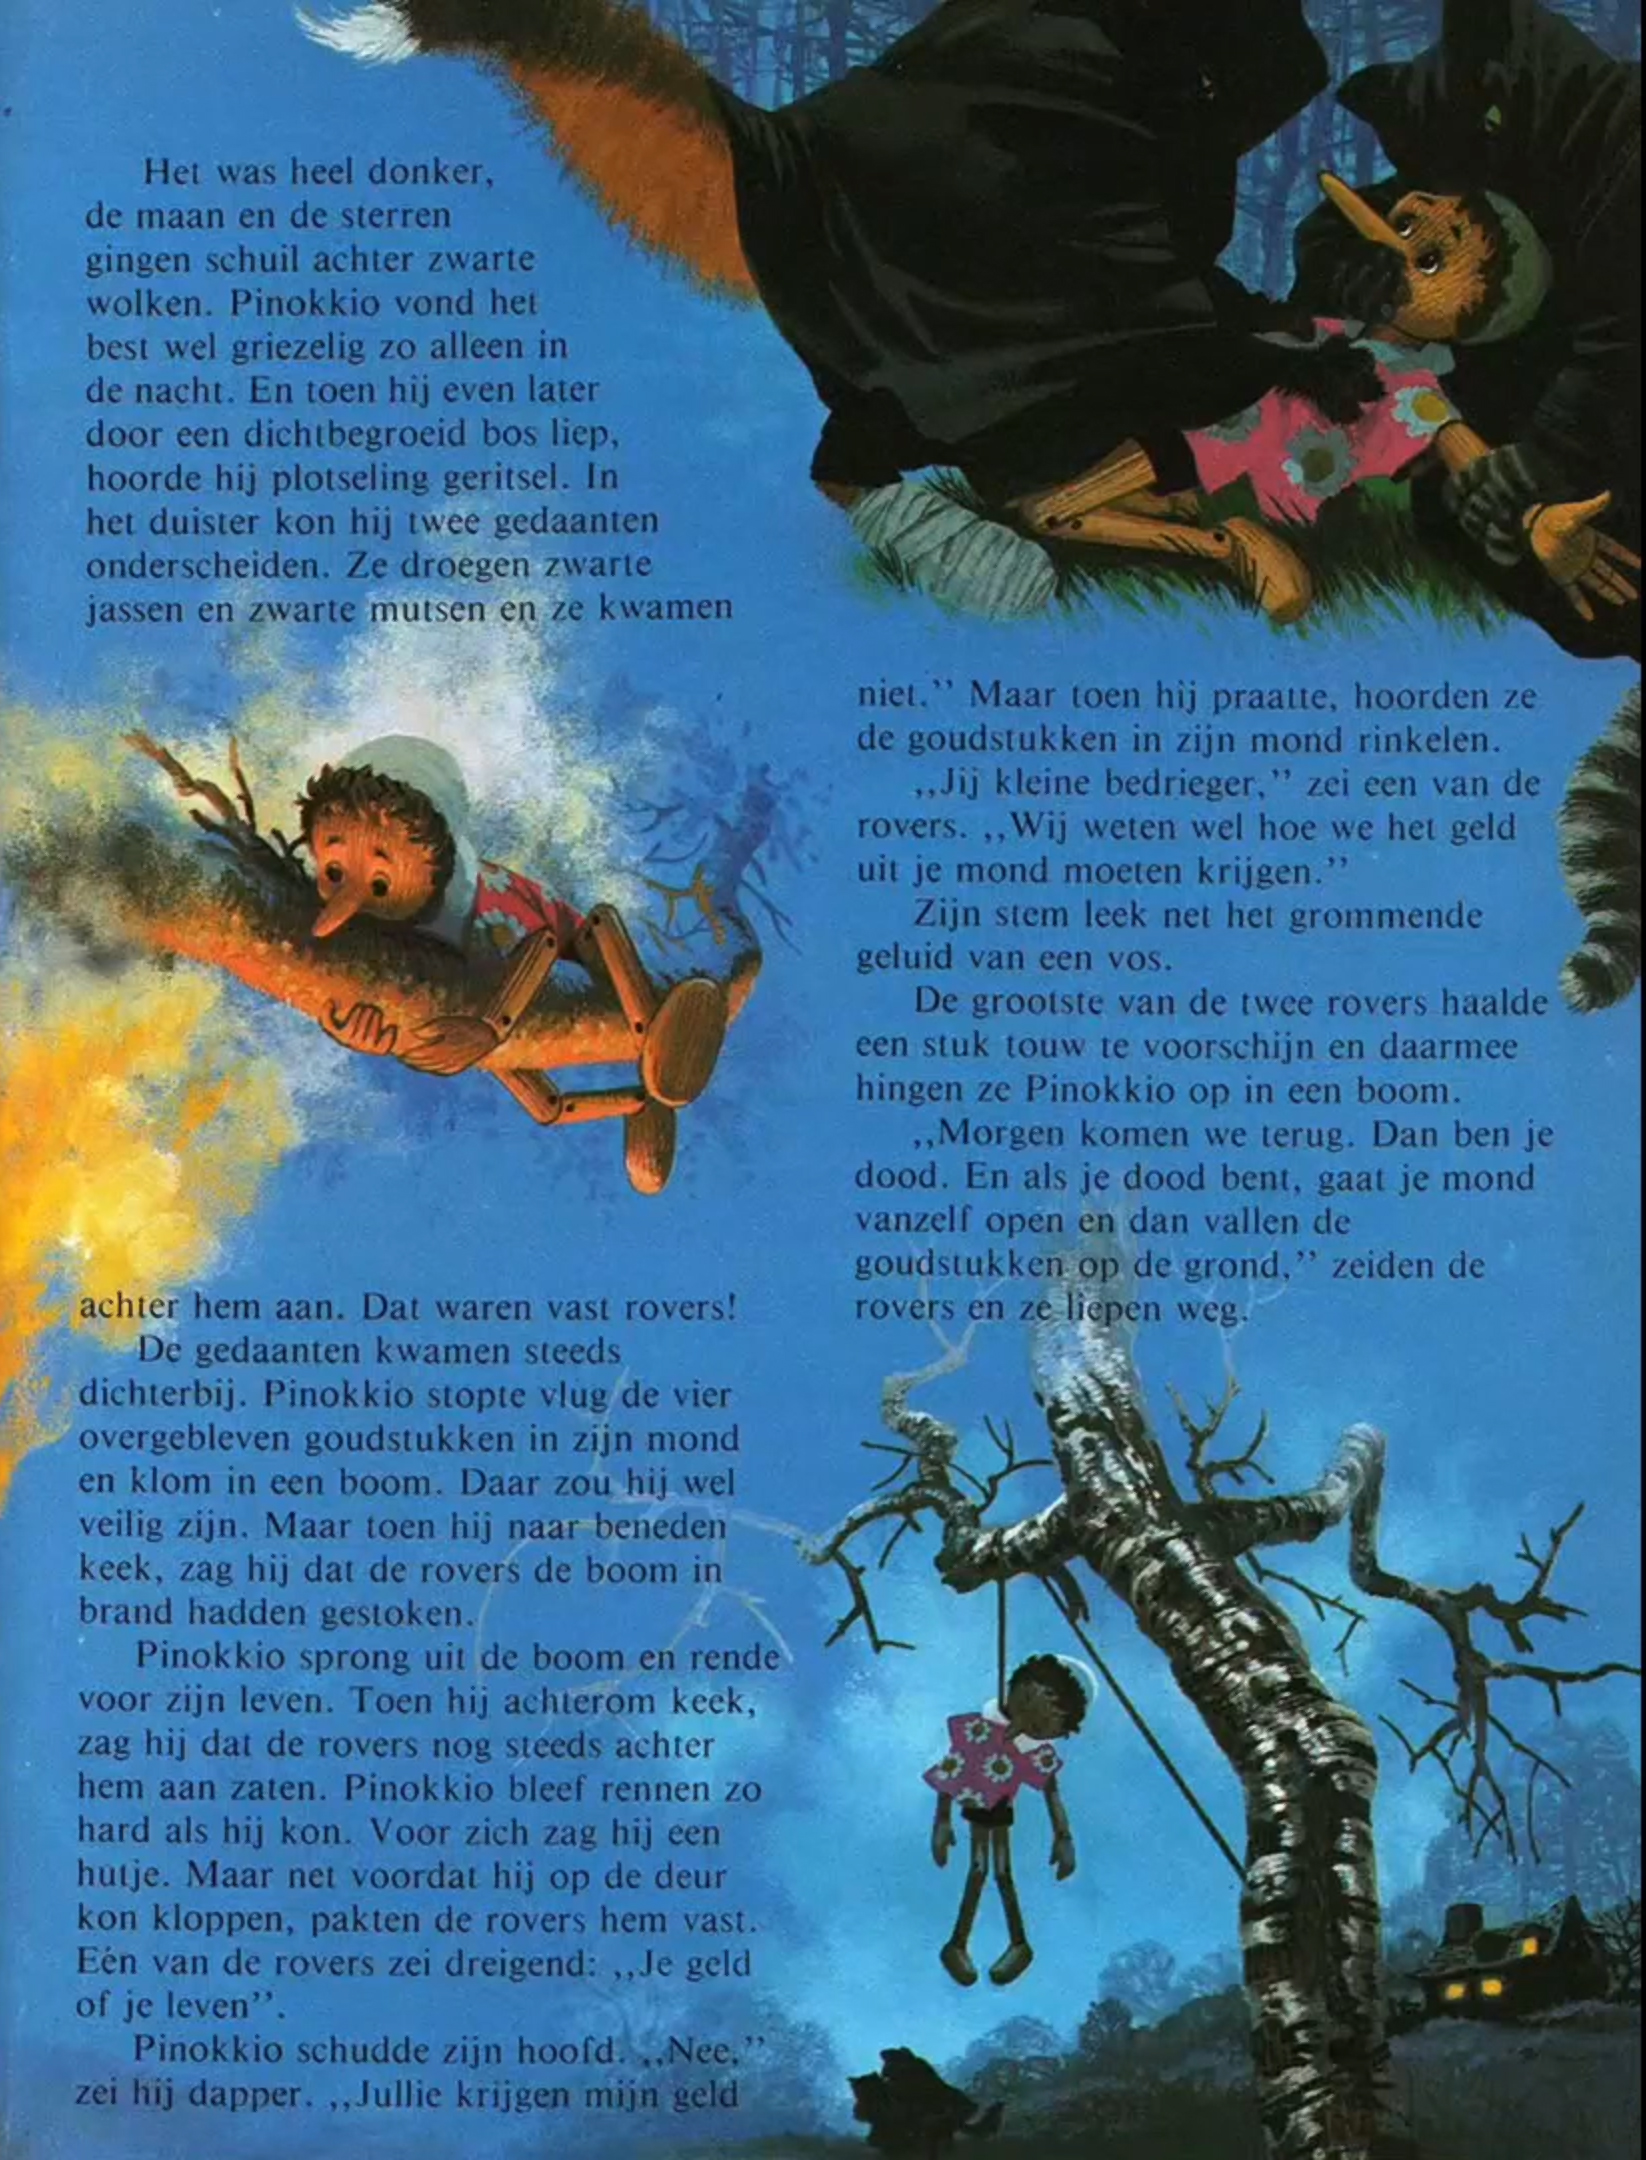 Het was heel donker,
de maan en de sterren
gingen schuil achter zwarte
wolken. Pinokkio vond het
best wel griezelig zo alleen in
de nacht. En toen hij even later
door een dichtbegroeid bos liep,
hoorde hij plotseling geritsel. In
het duister kon hij twee gedaanten
onderscheiden. Ze droegen zwarte
jassen en zwarte mutsen en ze kwamen
achter hem aan. Dat waren vast rovers!
De gedaanten kwamen steeds
dichterbij. Pinokkio stopte vlug de vier
overgebleven goudstukken in zijn mond
en klom in een boom. Daar zou hij wel
veilig zijn. Maar toen hij naar beneden
keek, zag hij dat de rovers de boom in
brand hadden gestoken.
Pinokkio sprong uit de boom en rende
voor zijn leven. Toen hij achterom keek,
zag hij dat de rovers nog steeds achter
hem aan zaten. Pinokkio bleef rennen zo
hard als hij kon. Voor zich zag hij een
hutje. Maar net voordat hij op de deur
kon kloppen, pakten de rovers hem vast.
Eén van de rovers zei dreigend: ,,Je geld
of je leven’’.
Pinokkio schudde zijn hoofd. ,,Nee,’’
zei hij dapper. ,,Jullie krijgen mijn geld
niet.’’ Maar toen hij praatte, hoorden ze
de goudstukken in zijn mond rinkelen.
,,Jij kleine bedrieger,’’ zei een van de
rovers. ,,Wij weten wel hoe we het geld
uit je mond moeten krijgen.’’
Zijn stem leek net het grommende
geluid van een vos.
De grootste van de twee rovers haalde
een stuk touw te voorschijn en daarmee
hingen ze Pinokkio op in een boom.
,,Morgen komen we terug. Dan ben je
dood. En als je dood bent, gaat je mond
vanzelf open en dan vallen de
goudstukken op de grond,’’ zeiden de
rovers en ze liepen weg.